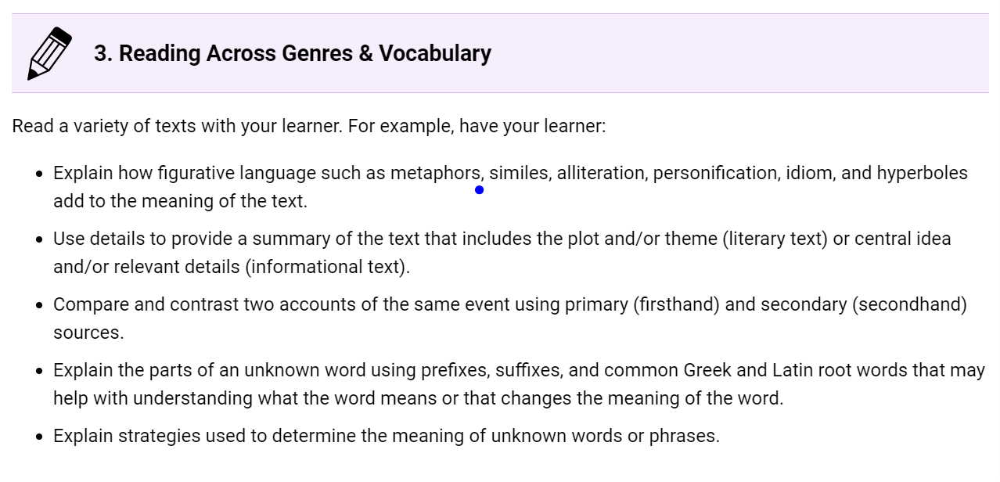 3. Reading Across Genres & Vocabulary
Read a variety of texts with your learner. For example, have your learner:
• Explain how figurative language such as metaphors, similes, alliteration, personification, idiom, and hyperboles
add to the meaning of the text.
• Use details to provide a summary of the text that includes the plot and/or theme (literary text) or central idea
and/or relevant details (informational text).
• Compare and contrast two accounts of the same event using primary (firsthand) and secondary (secondhand)
sources.
• Explain the parts of an unknown word using prefixes, suffixes, and common Greek and Latin root words that may
help with understanding what the word means or that changes the meaning of the word.
• Explain strategies used to determine the meaning of unknown words or phrases.